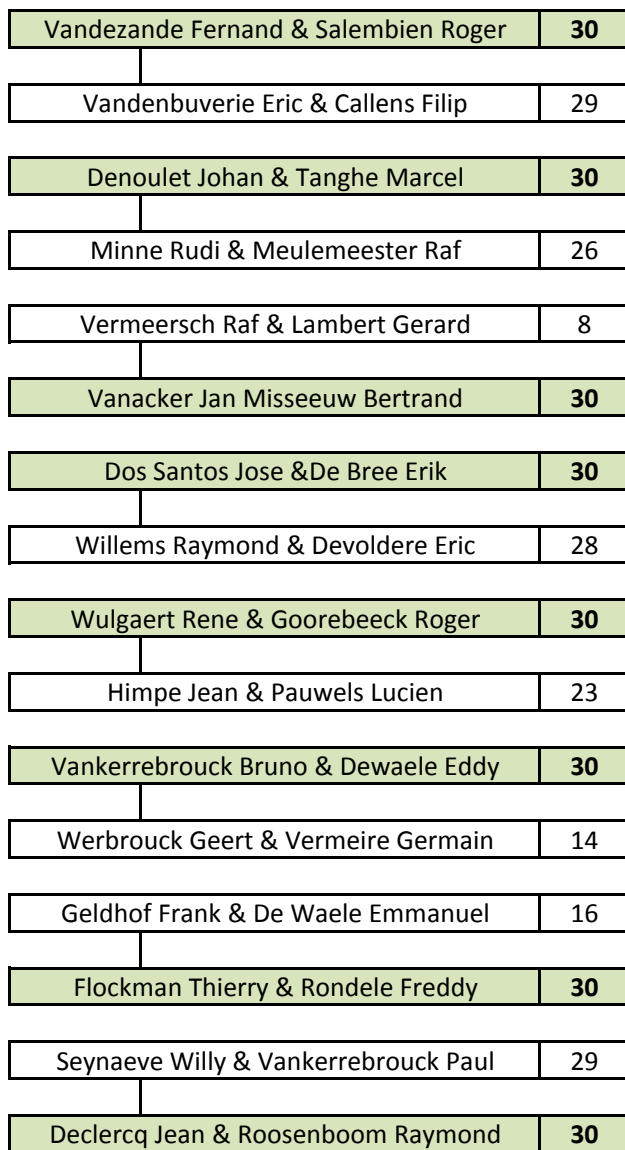 Vandezande Fernand & Salembien Roger 30
Vandenbuverie Eric & Callens Filip 29
Denoulet Johan & Tanghe Marcel 30
Minne Rudi & Meulemeester Raf 26
Vermeersch Raf & Lambert Gerard 8
Vanacker Jan Misseeuw Bertrand 30
Dos Santos Jose &De Bree Erik 30
Willems Raymond & Devoldere Eric 28
Wulgaert Rene & Goorebeeck Roger 30
Himpe Jean & Pauwels Lucien 23
Vankerrebrouck Bruno & Dewaele Eddy 30
Werbrouck Geert & Vermeire Germain 14
Geldhof Frank & De Waele Emmanuel 16
Flockman Thierry & Rondele Freddy 30
Seynaeve Willy & Vankerrebrouck Paul 29
Declercq Jean & Roosenboom Raymond 30